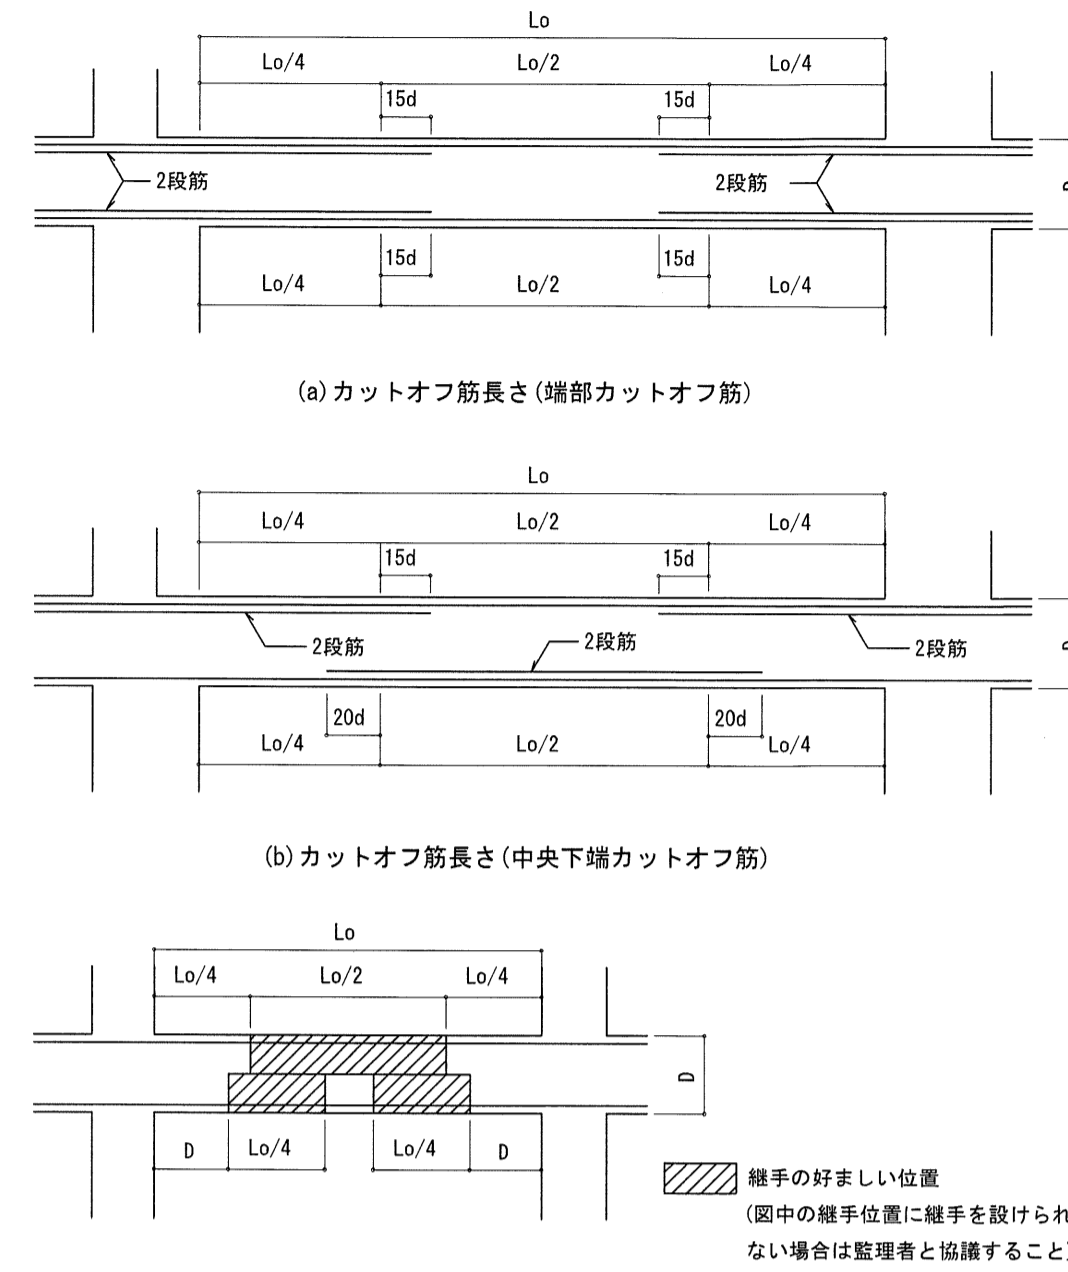 Lo
Lo/4 Lo/2 Lo/4
15d 15d
2段筋 2段筋
15d 15d
Lo/4 Lo/2 Lo/4
(a)カットオフ筋長さ(端部カットオフ筋)
Lo
Lo/4 Lo/2 Lo/4
15d 15d
2段筋 2段筋 2段筋
20d 20d
Lo/4 Lo/2 Lo/4
(b)カットオフ筋長さ(中央下端カットオフ筋)
Lo
Lo/4 Lo/2 Lo/4
D
D Lo/4 Lo/4 D
継手の好ましい位置
(図中の継手位置に継手を設けられ
ない場合は監理者と協議すること)